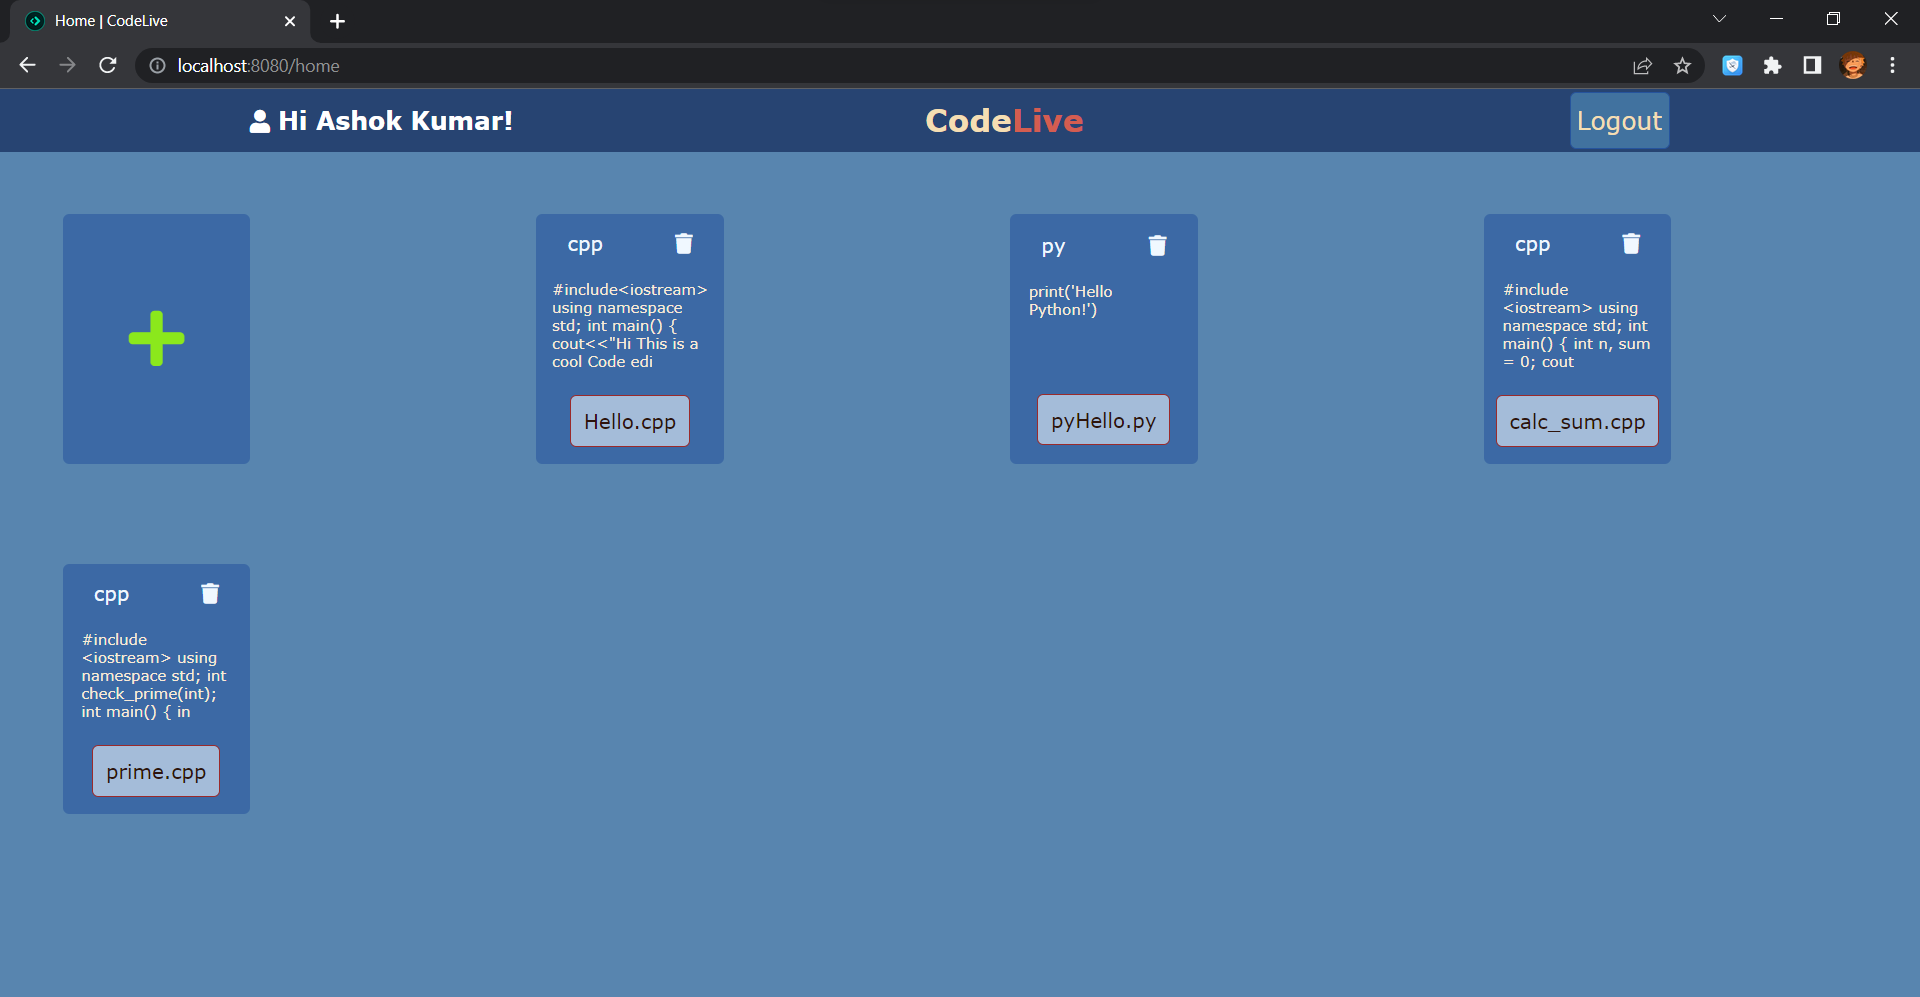 Home | CodeLive
localhost:8080/home
Hi Ashok Kumar!
CodeLive
Logout
cpp
#include<iostream>
using namespace
std; int main() {
cout<<"Hi This is a
cool Code edi
Hello.cpp
py
print('Hello
Python!')
pyHello.py
cpp
#include
<iostream> using
namespace std; int
main() { int n, sum
= 0; cout
calc_sum.cpp
cpp
#include
<iostream> using
namespace std; int
check_prime(int);
int main() { in
prime.cpp